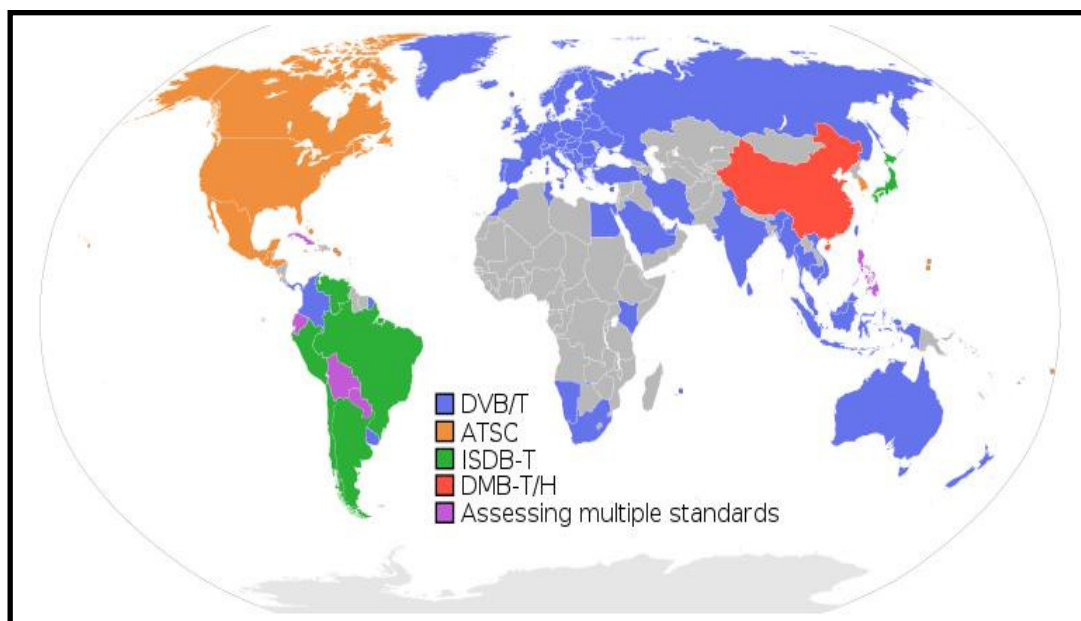 DVB/T
ATSC
ISDB-T
DMB-T/H
Assessing multiple standards